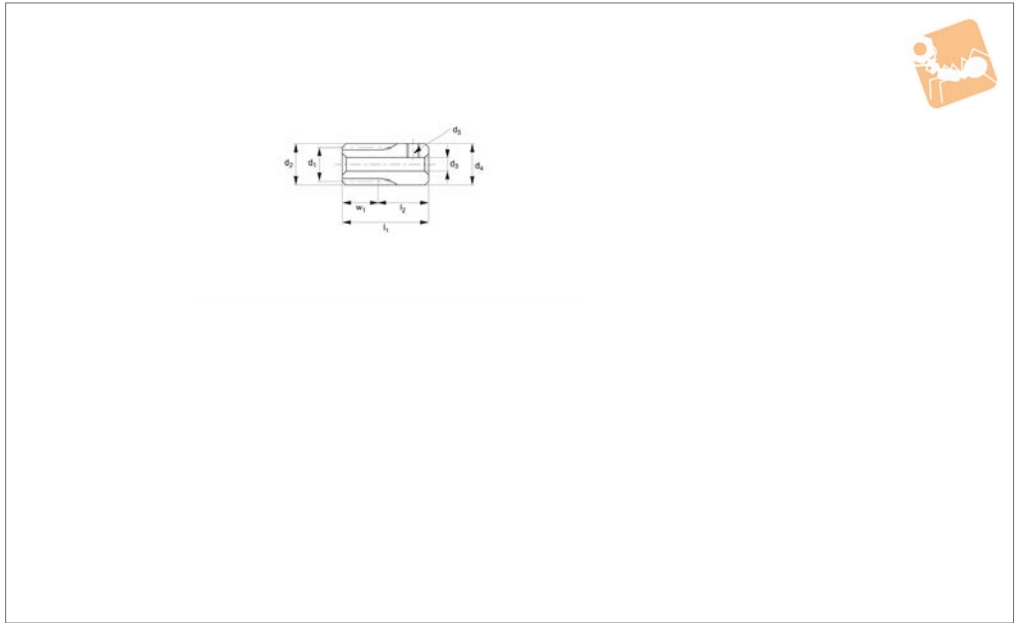 d₅
d₂ d₁ d₃ d₄
w₁ l₂
l₁